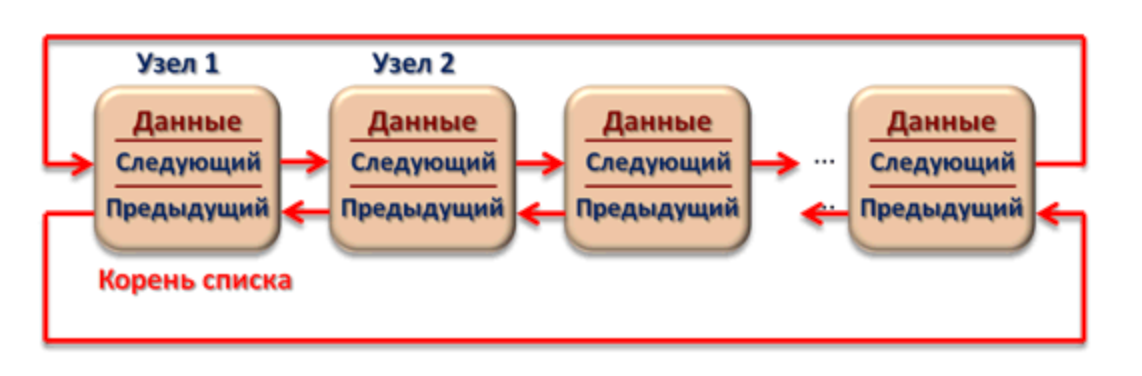 Узел 1 Узел 2
Данные Данные Данные Данные
Следующий Следующий Следующий ... Следующий
Предыдущий Предыдущий Предыдущий ... Предыдущий
Корень списка